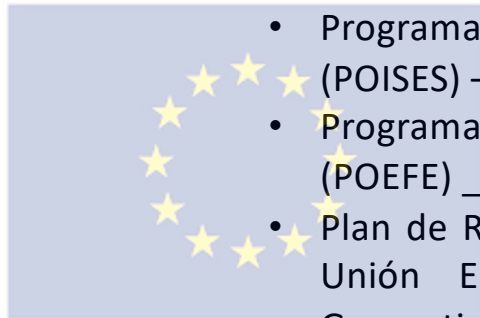 • Programa
(POISES) -
• Programa
(POEFE) _
• Plan de R
Unión E